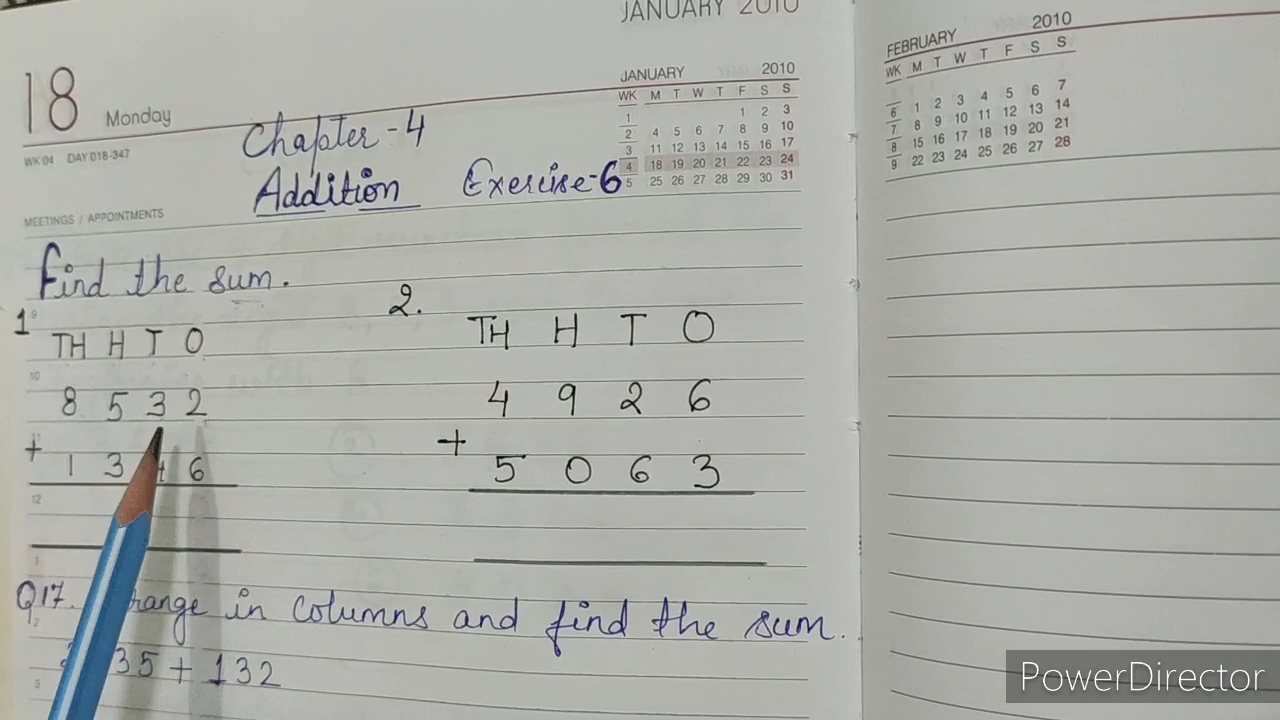 JANUARY 2010
18 Monday
WK 04 DAY 018-347
MEETINGS / APPOINTMENTS
JANUARY 2010
WK M T W T F S S
1 1 2 3
2 4 5 6 7 8 9 10
3 11 12 13 14 15 16 17
4 18 19 20 21 22 23 24
5 25 26 27 28 29 30 31
Chapter-4
Addition Exercise-6
Find the sum.
1
TH H T O
8 5 3 2
+ 1 3 4 6
2.
TH H T O
4 9 2 6
+ 5 0 6 3
Q17. in columns and find the sum.
35 + 132
9
10
12
1
2
3
FEBRUARY 2010
WK M T W T F S S
6 1 2 3 4 5 6 7
7 8 9 10 11 12 13 14
8 15 16 17 18 19 20 21
9 22 23 24 25 26 27 28
PowerDirector